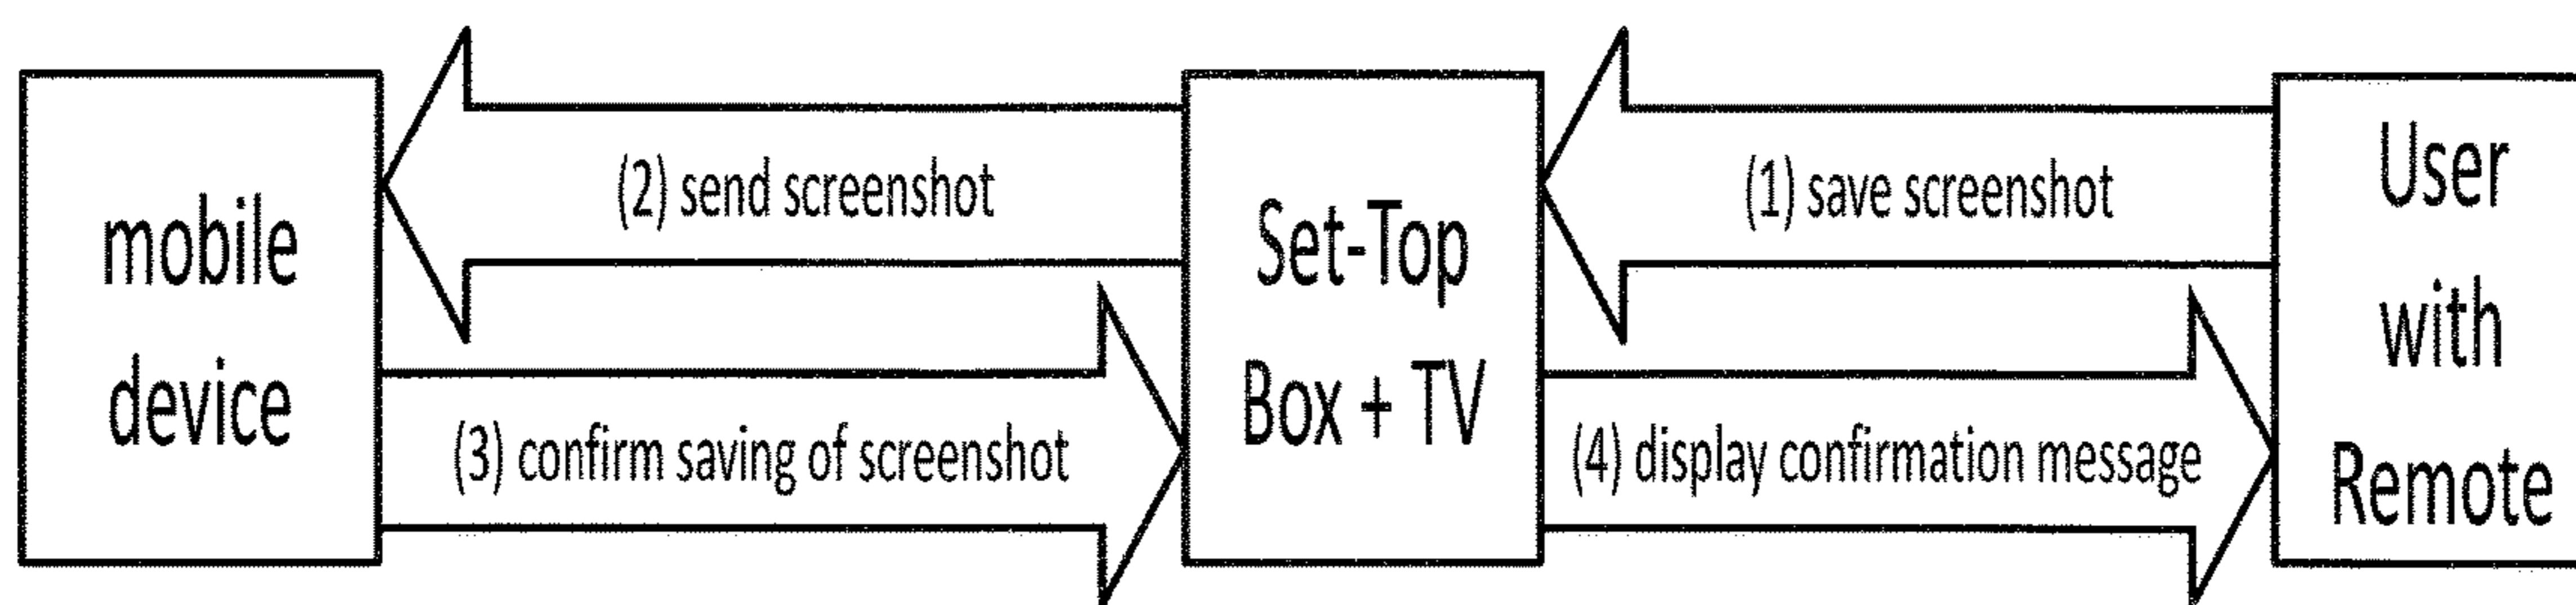 mobile
device
(2) send screenshot
(3) confirm saving of screenshot
Set-Top
Box + TV
(1) save screenshot
(4) display confirmation message
User
with
Remote